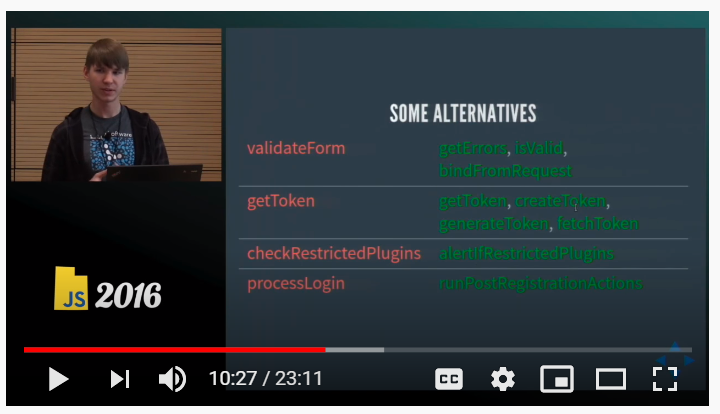 SOME ALTERNATIVES
validateForm getErrors, isValid,
bindFromRequest
getToken getToken, createToken,
generateToken, fetchToken
checkRestrictedPlugins alertIfRestrictedPlugins
processLogin runPostRegistrationActions
JS 2016
10:27 / 23:11 CC